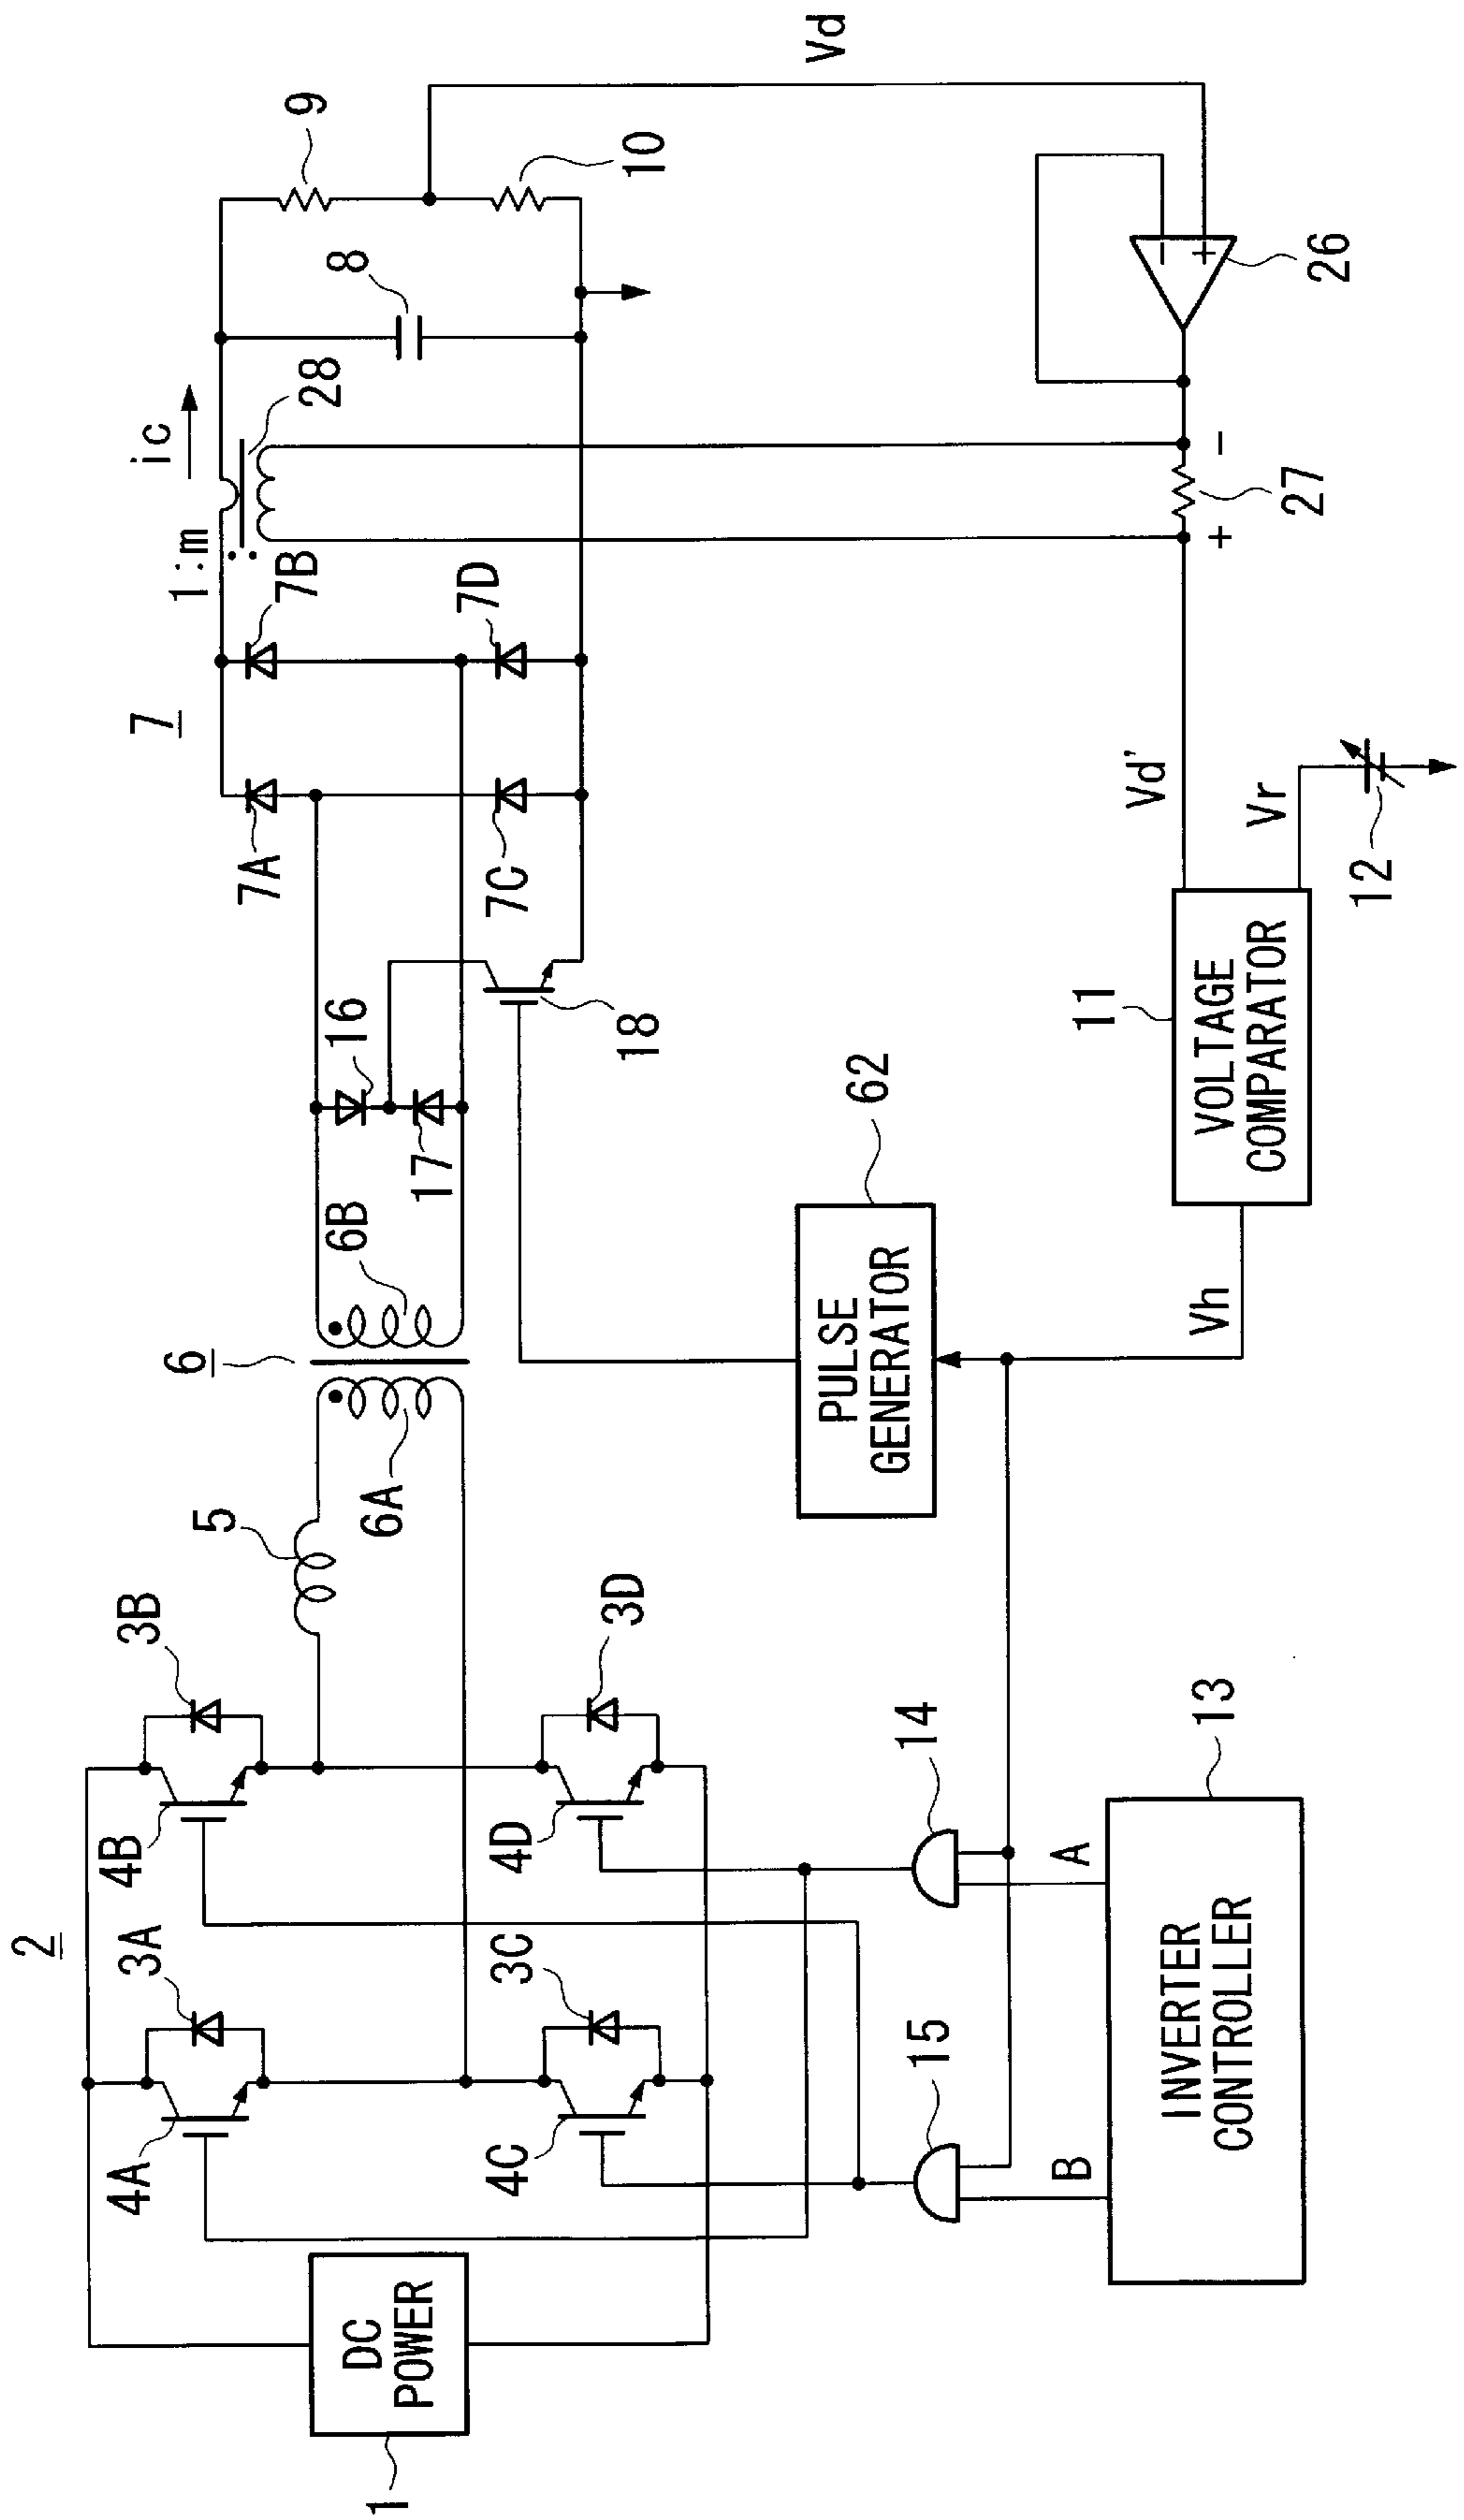 2
3A
3B
4A
4B
5
6
6A
6B
16
17
7
7A
7B
1:m
ic
28
8
9
10
Vd
1
DC
POWER
3C
3D
4C
4D
7C
7D
18
15
14
B
A
13
INVERTER
CONTROLLER
62
PULSE
GENERATOR
Vh
11
VOLTAGE
COMPARATOR
Vd'
Vr
12
+
-
27
-
+
26